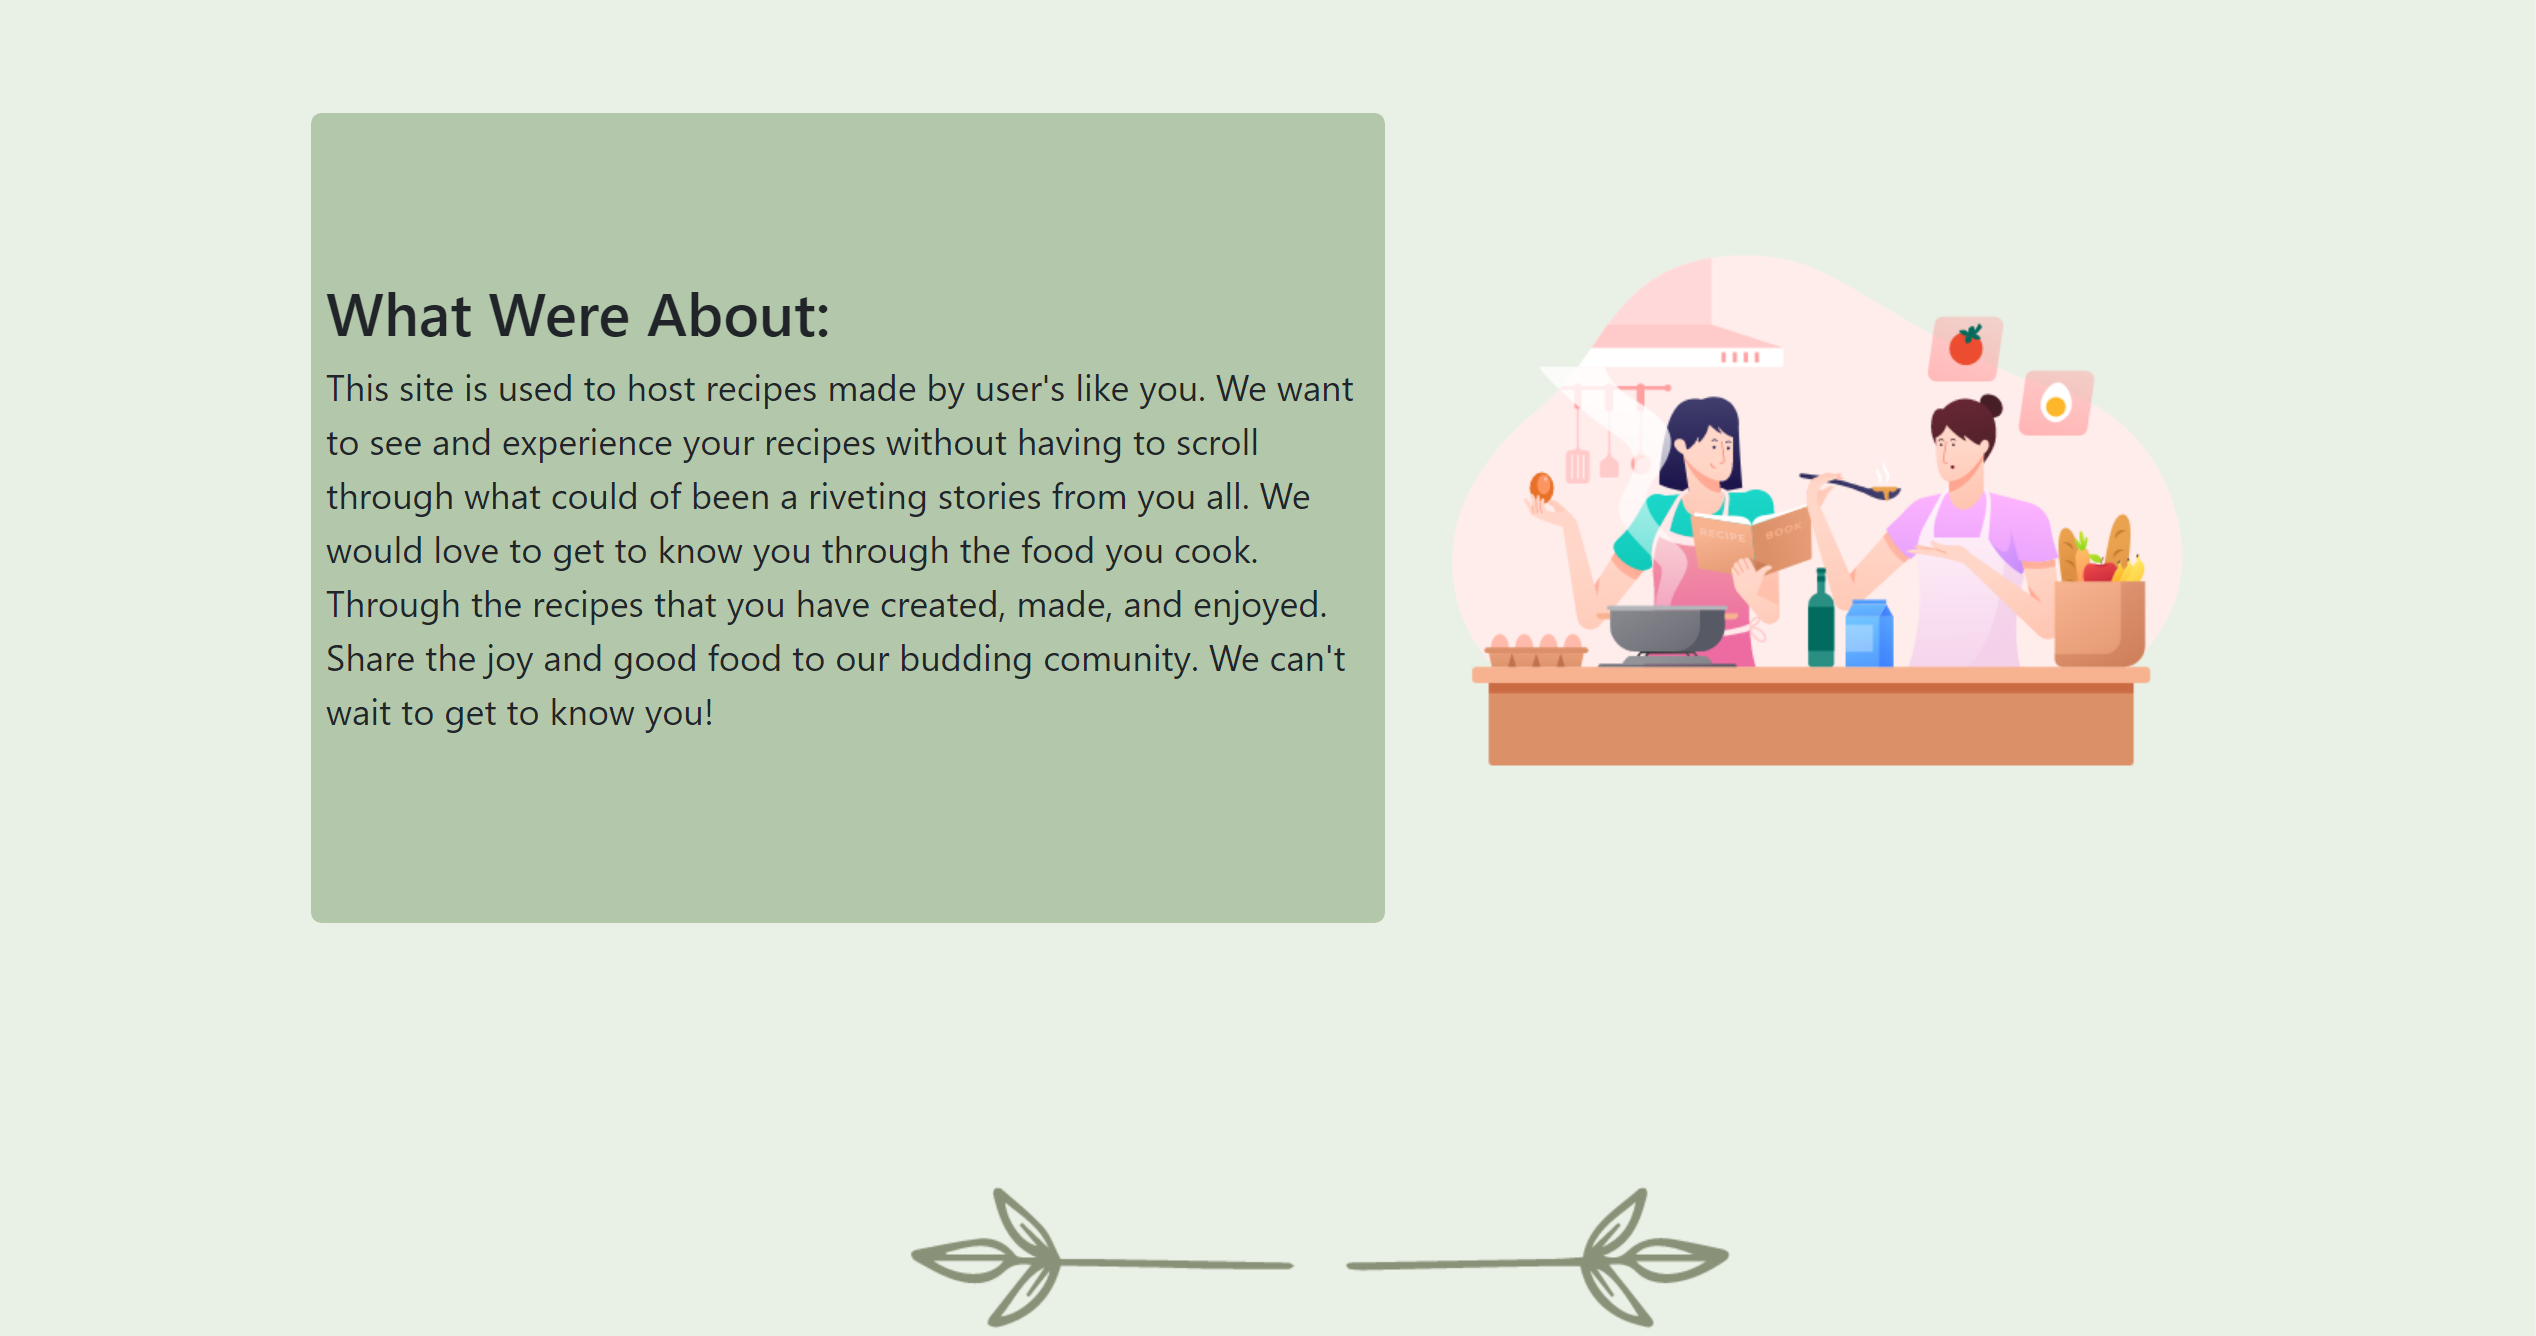 What Were About:
This site is used to host recipes made by user's like you. We want
to see and experience your recipes without having to scroll
through what could of been a riveting stories from you all. We
would love to get to know you through the food you cook.
Through the recipes that you have created, made, and enjoyed.
Share the joy and good food to our budding comunity. We can't
wait to get to know you!
RECIPE BOOK